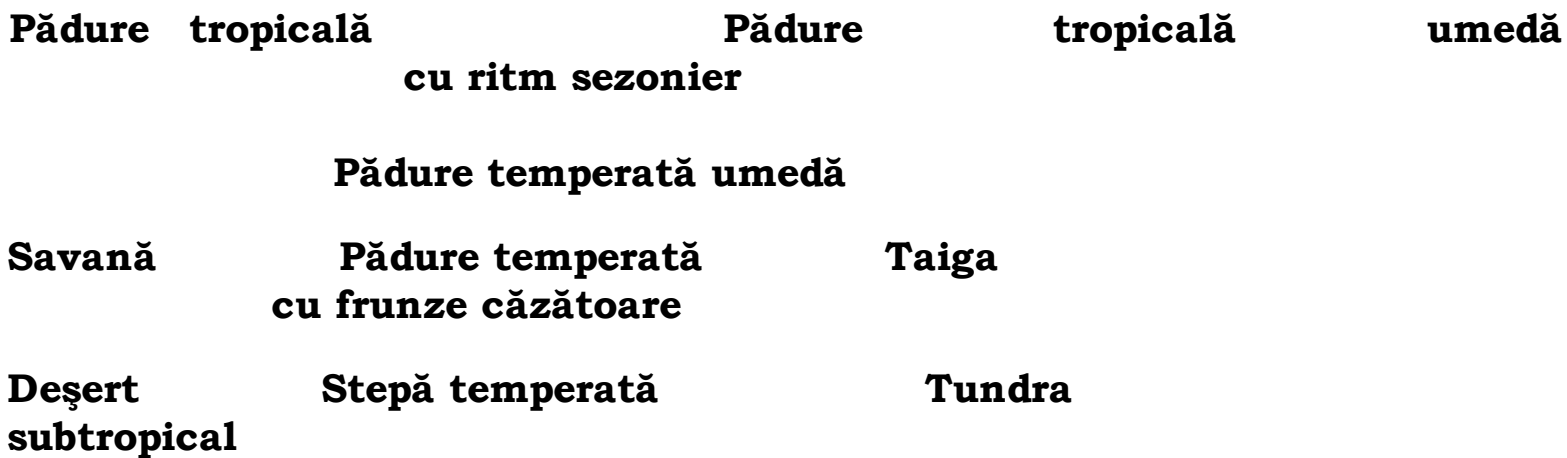 Pădure tropicală Pădure tropicală umedă
cu ritm sezonier
Pădure temperată umedă
Savană Pădure temperată Taiga
cu frunze căzătoare
Deşert Stepă temperată Tundra
subtropical